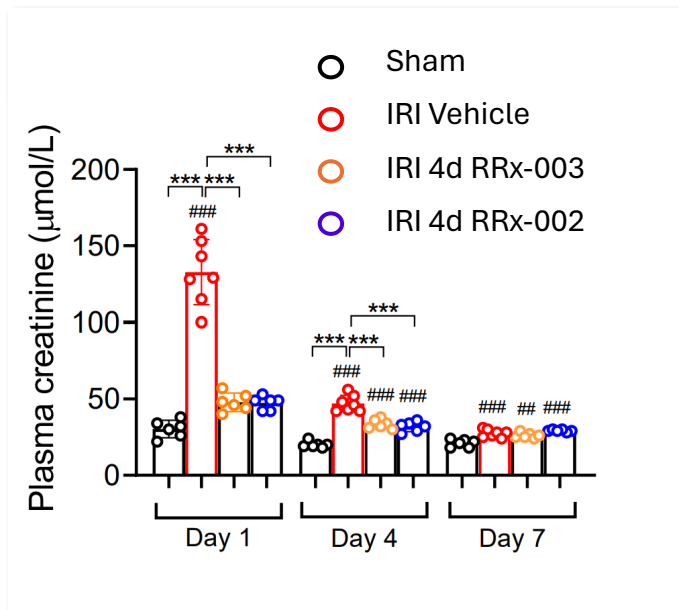 Sham
IRI Vehicle
IRI 4d RRx-003
IRI 4d RRx-002
Plasma creatinine (μmol/L)
200
150
100
50
0
***
*** ***
###
***
*** ***
###
### ###
### ## ###
Day 1 Day 4 Day 7